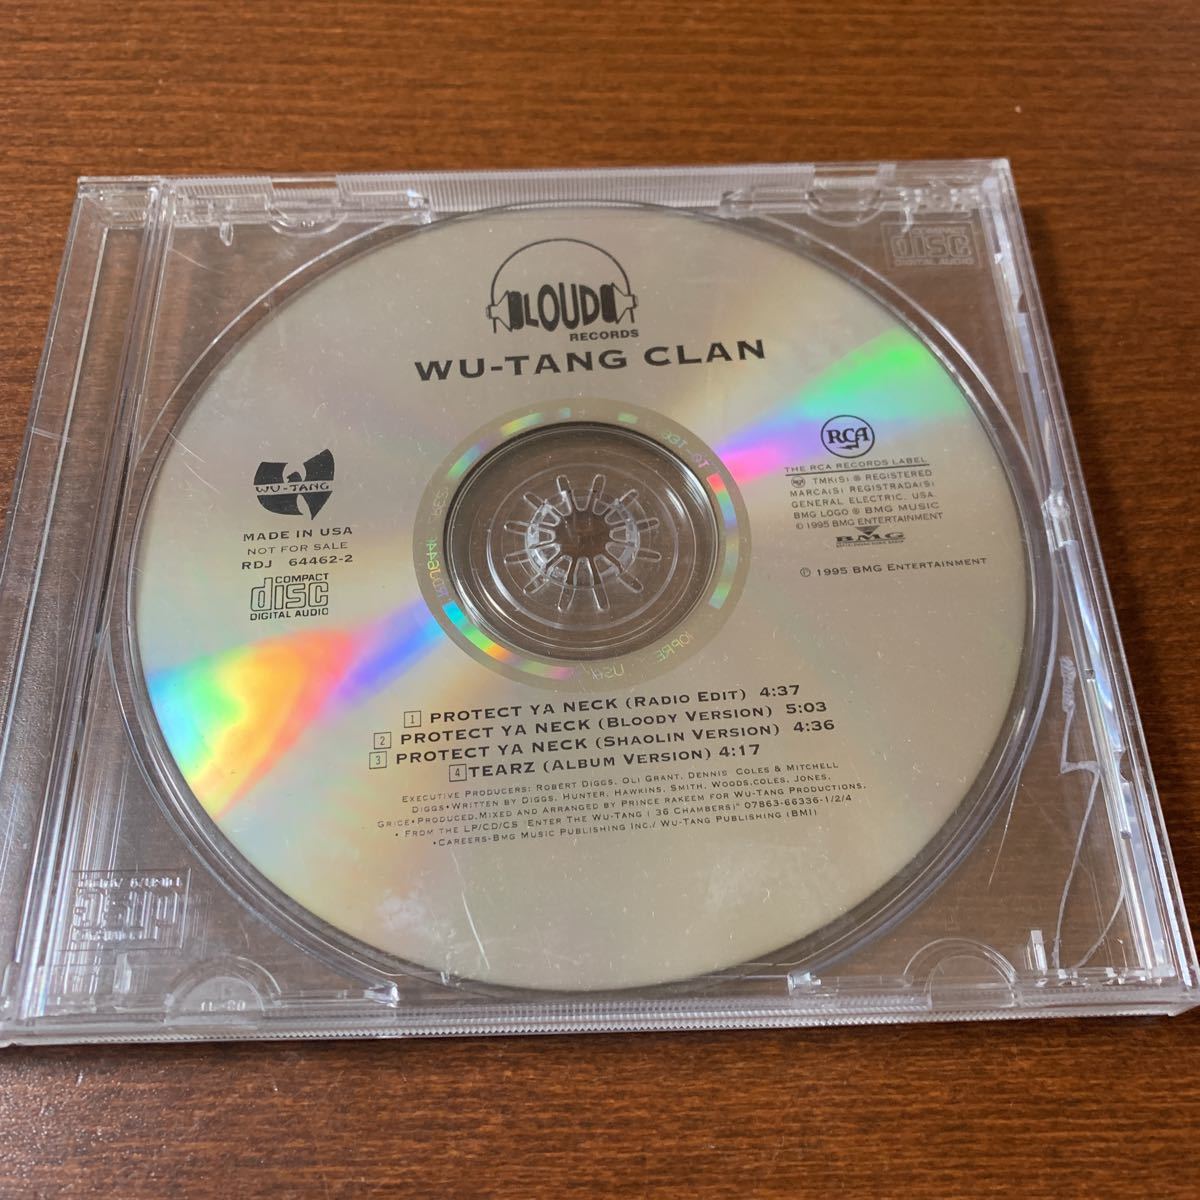 LOUD
RECORDS
WU-TANG CLAN
COMPACT
disc
DIGITAL AUDIO
WU-TANG
MADE IN USA
NOT FOR SALE
RDJ 64462-2
COMPACT
disc
DIGITAL AUDIO
RCA
THE RCA RECORDS LABEL
RCA TMK(S) ® REGISTERED
MARCA(S) REGISTRADA(S)
GENERAL ELECTRIC, USA
BMG LOGO ® BMG MUSIC
© 1995 BMG ENTERTAINMENT
BMG
℗ 1995 BMG ENTERTAINMENT
1 PROTECT YA NECK (RADIO EDIT) 4:37
2 PROTECT YA NECK (BLOODY VERSION) 5:03
3 PROTECT YA NECK (SHAOLIN VERSION) 4:36
4 TEARZ (ALBUM VERSION) 4:17
EXECUTIVE PRODUCERS: ROBERT DIGGS, OLI GRANT, DENNIS COLES & MITCHELL
DIGGS•WRITTEN BY DIGGS, HUNTER, HAWKINS, SMITH, WOODS,COLES, JONES,
GRICE•PRODUCED,MIXED AND ARRANGED BY PRINCE RAKEEM FOR WU-TANG PRODUCTIONS,
• FROM THE LP/CD/CS "ENTER THE WU-TANG ( 36 CHAMBERS)" 07863-66336-1/2/4
•CAREERS-BMG MUSIC PUBLISHING INC./ WU-TANG PUBLISHING (BMI)